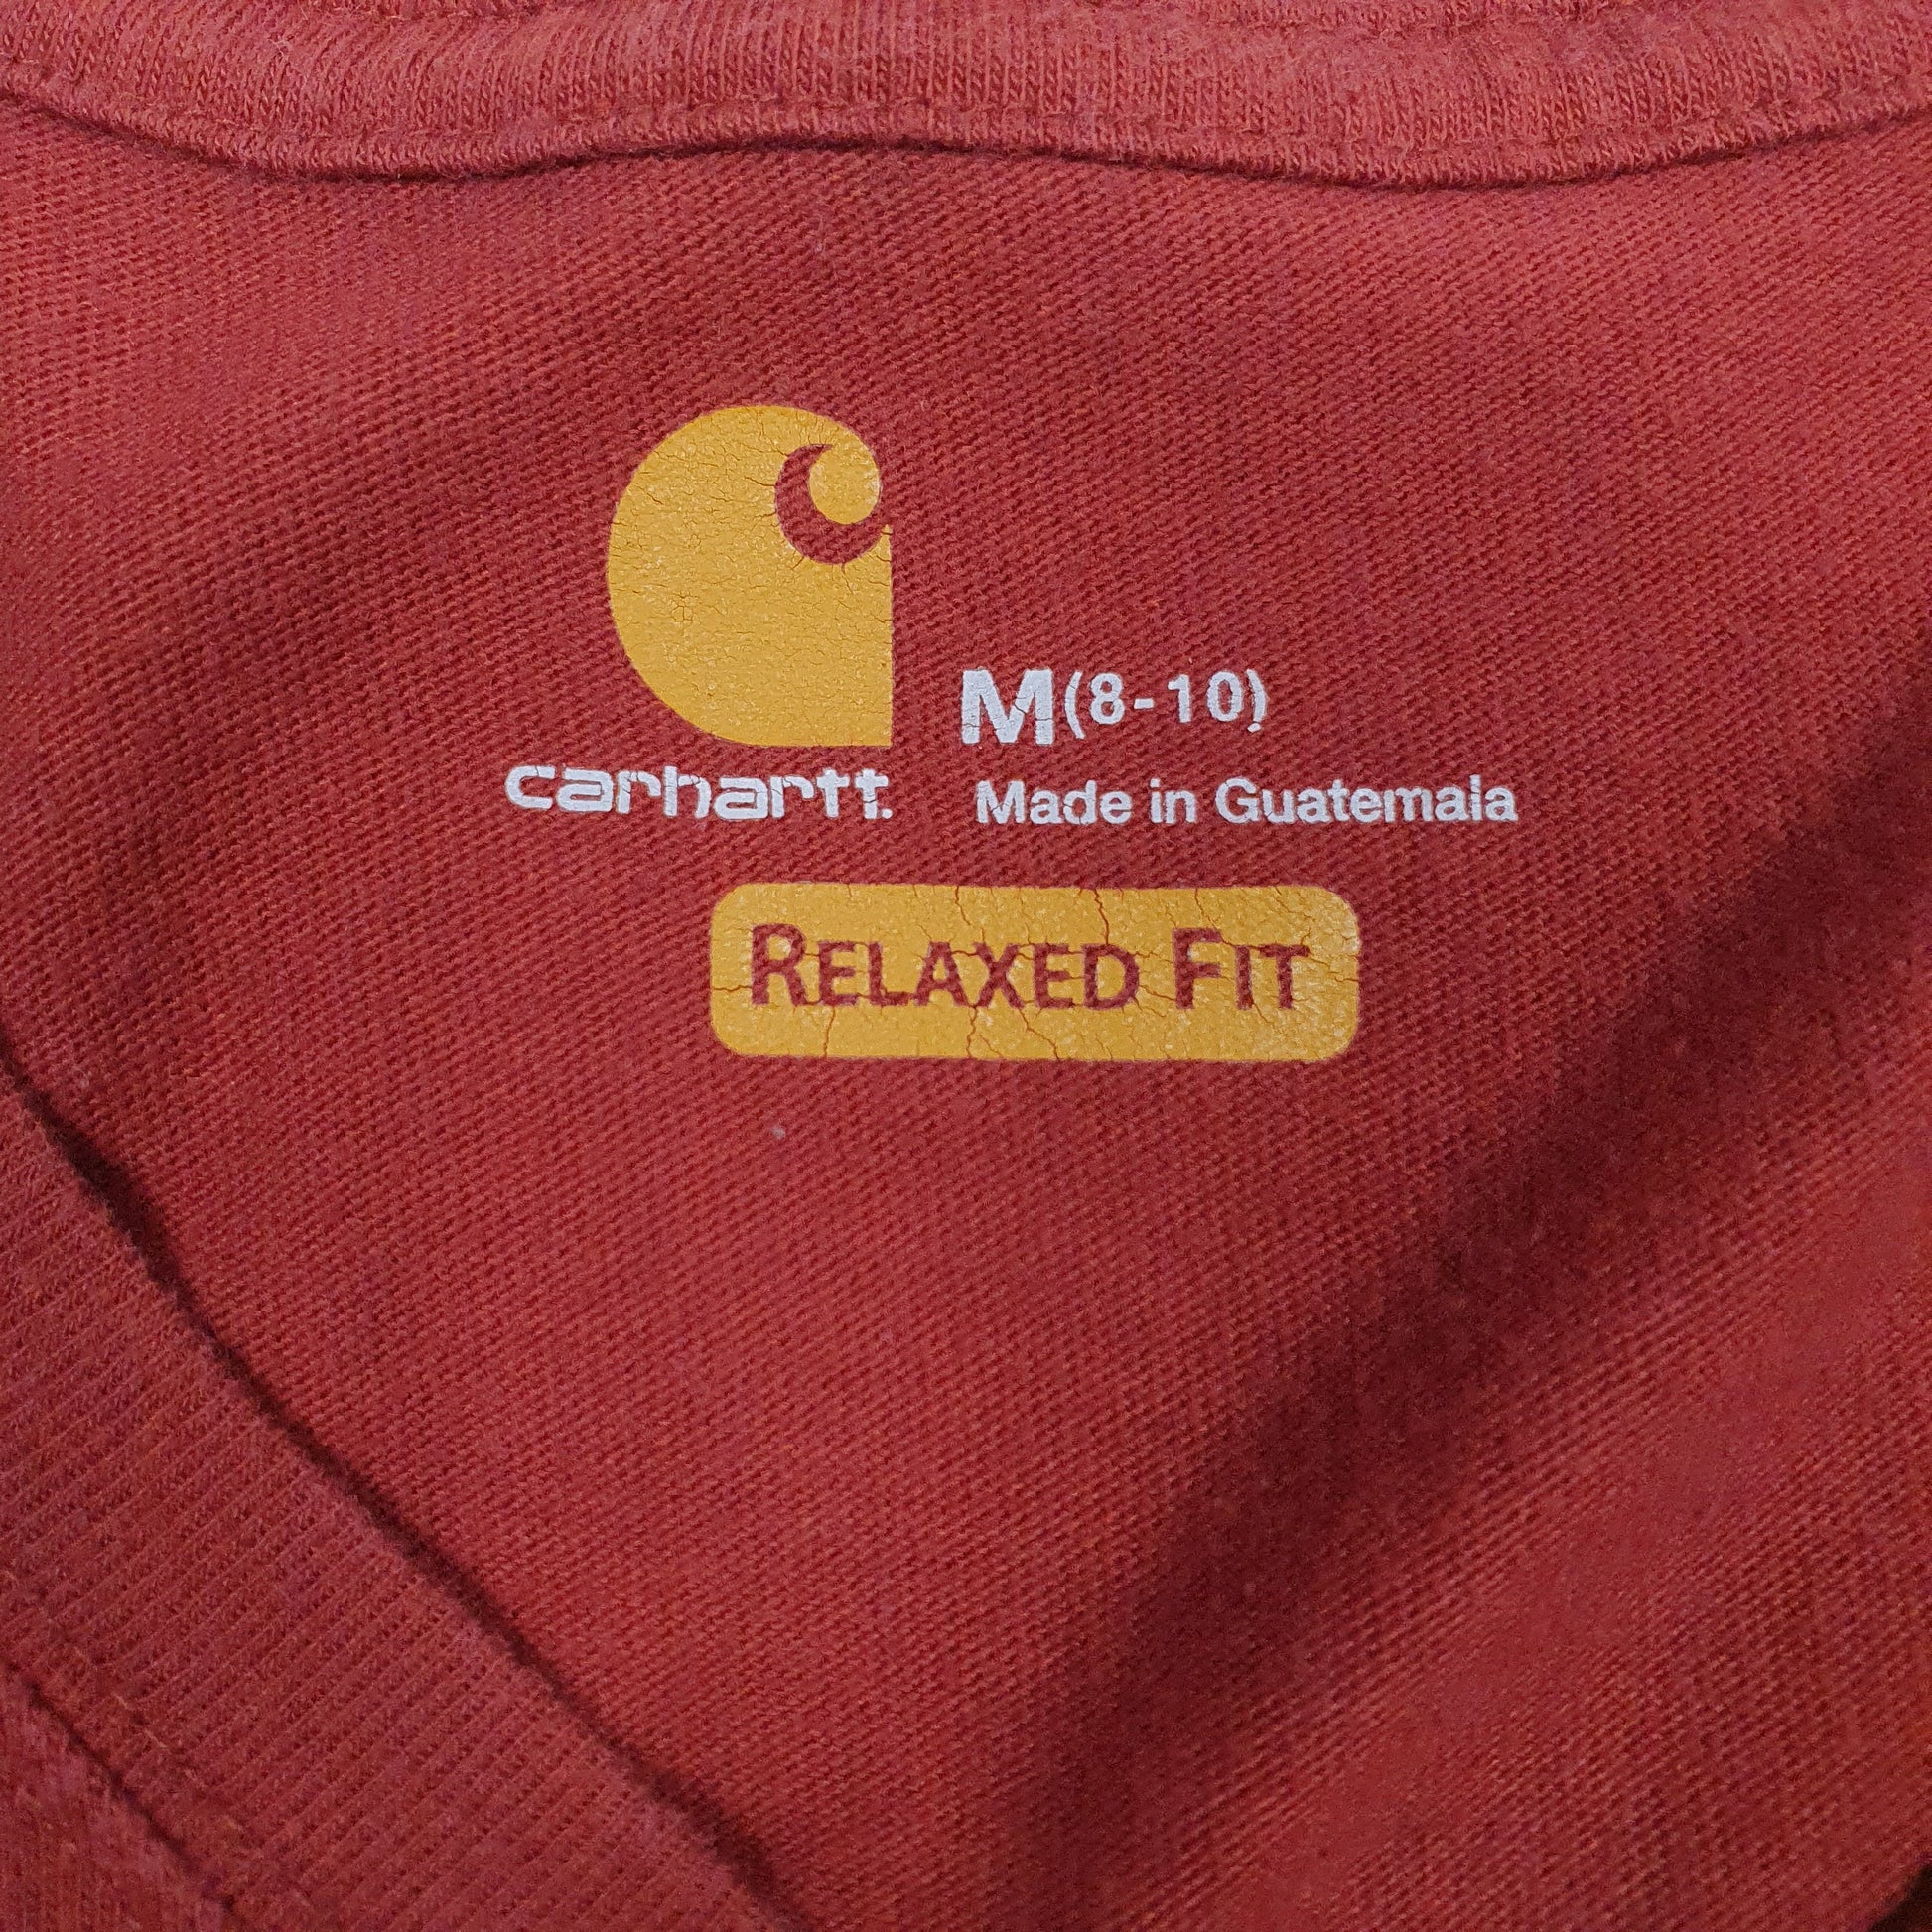 M(8-10)
carhartt. Made in Guatemala
RELAXED FIT